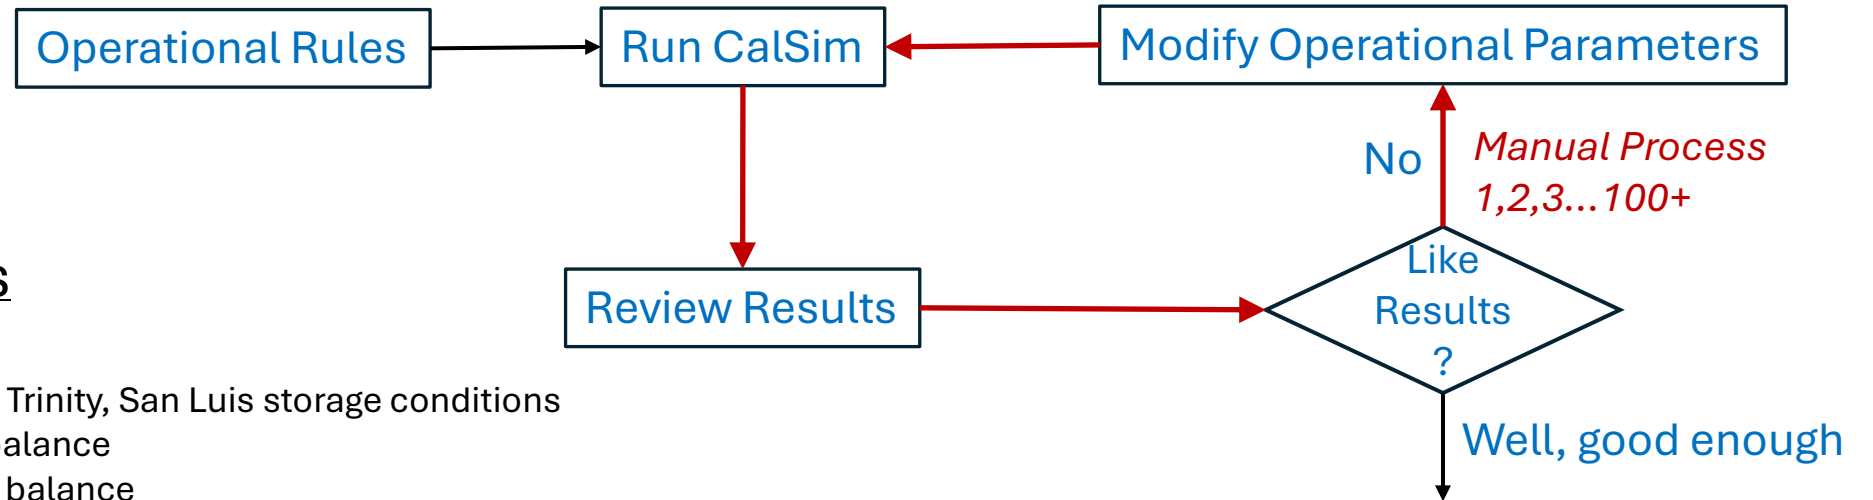 Operational Rules
Run CalSim
Modify Operational Parameters
No
Manual Process
1,2,3...100+
Review Results
Like
Results
?
Trinity, San Luis storage conditions
balance
Well, good enough